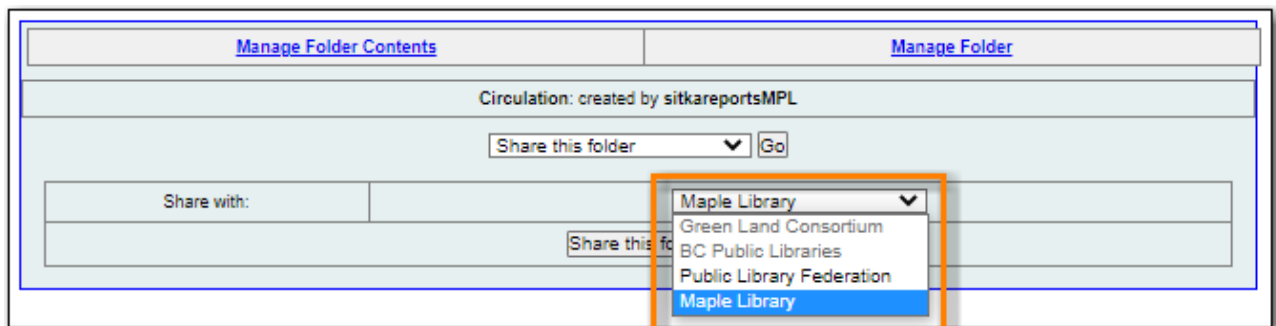 Manage Folder Contents Manage Folder
Circulation: created by sitkareportsMPL
Share this folder Go
Share with: Maple Library
Green Land Consortium
Share this
BC Public Libraries
Public Library Federation
Maple Library